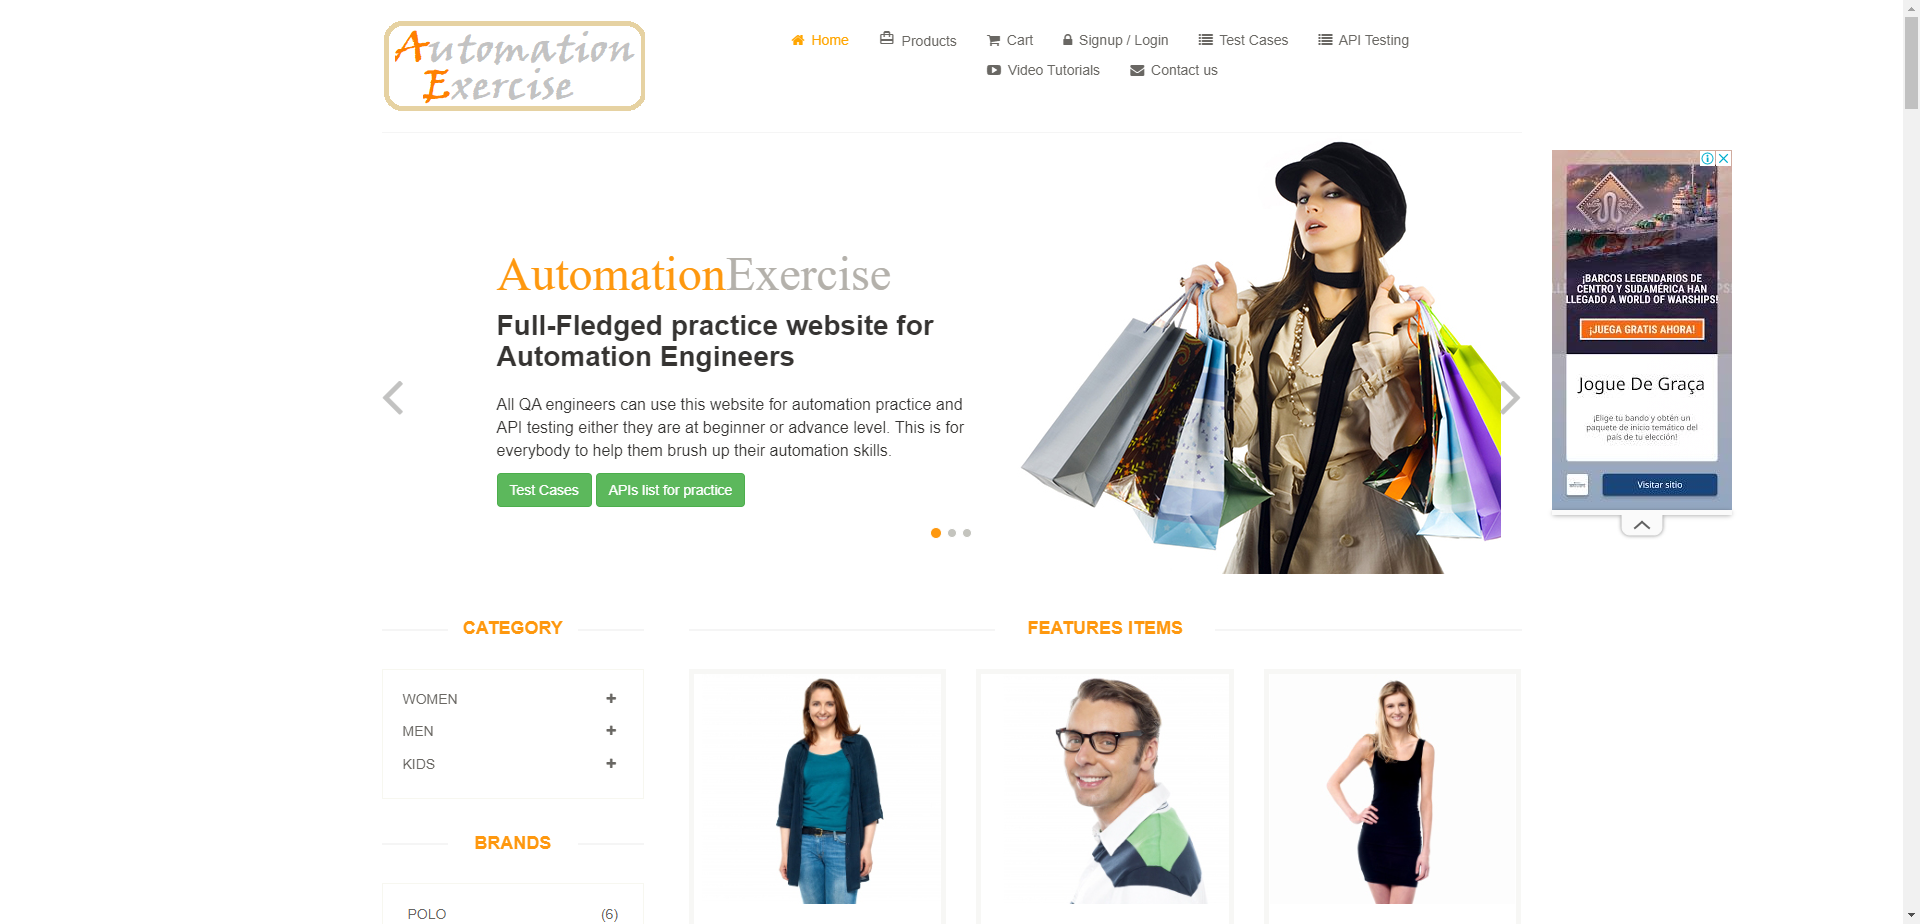 Automation
Exercise
Home
Products
Cart
Signup / Login
Test Cases
API Testing
Video Tutorials
Contact us
AutomationExercise
Full-Fledged practice website for
Automation Engineers
All QA engineers can use this website for automation practice and
API testing either they are at beginner or advance level. This is for
everybody to help them brush up their automation skills.
Test Cases
APIs list for practice
¡BARCOS LEGENDARIOS DE
CENTRO Y SUDAMÉRICA HAN
LLEGADO A WORLD OF WARSHIPS!
¡JUEGA GRATIS AHORA!
Jogue De Graça
¡Elige tu bando y obtén un
paquete de inicio temático del
país de tu elección!
Visitar sitio
CATEGORY
WOMEN
MEN
KIDS
BRANDS
POLO (6)
FEATURES ITEMS